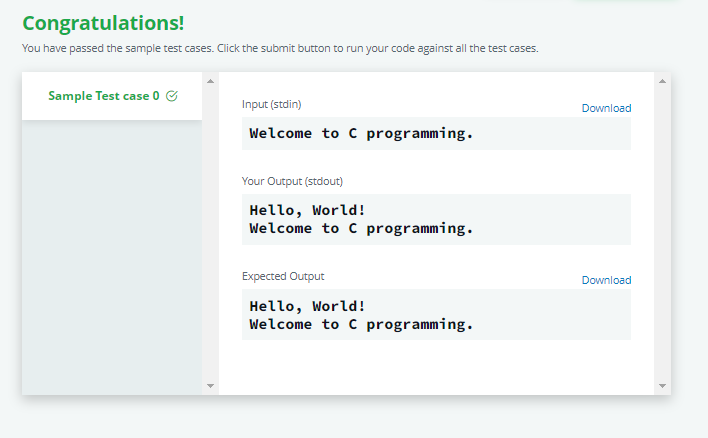 Congratulations!
You have passed the sample test cases. Click the submit button to run your code against all the test cases.
Sample Test case 0
Input (stdin)
Download
Welcome to C programming.
Your Output (stdout)
Hello, World!
Welcome to C programming.
Expected Output
Download
Hello, World!
Welcome to C programming.